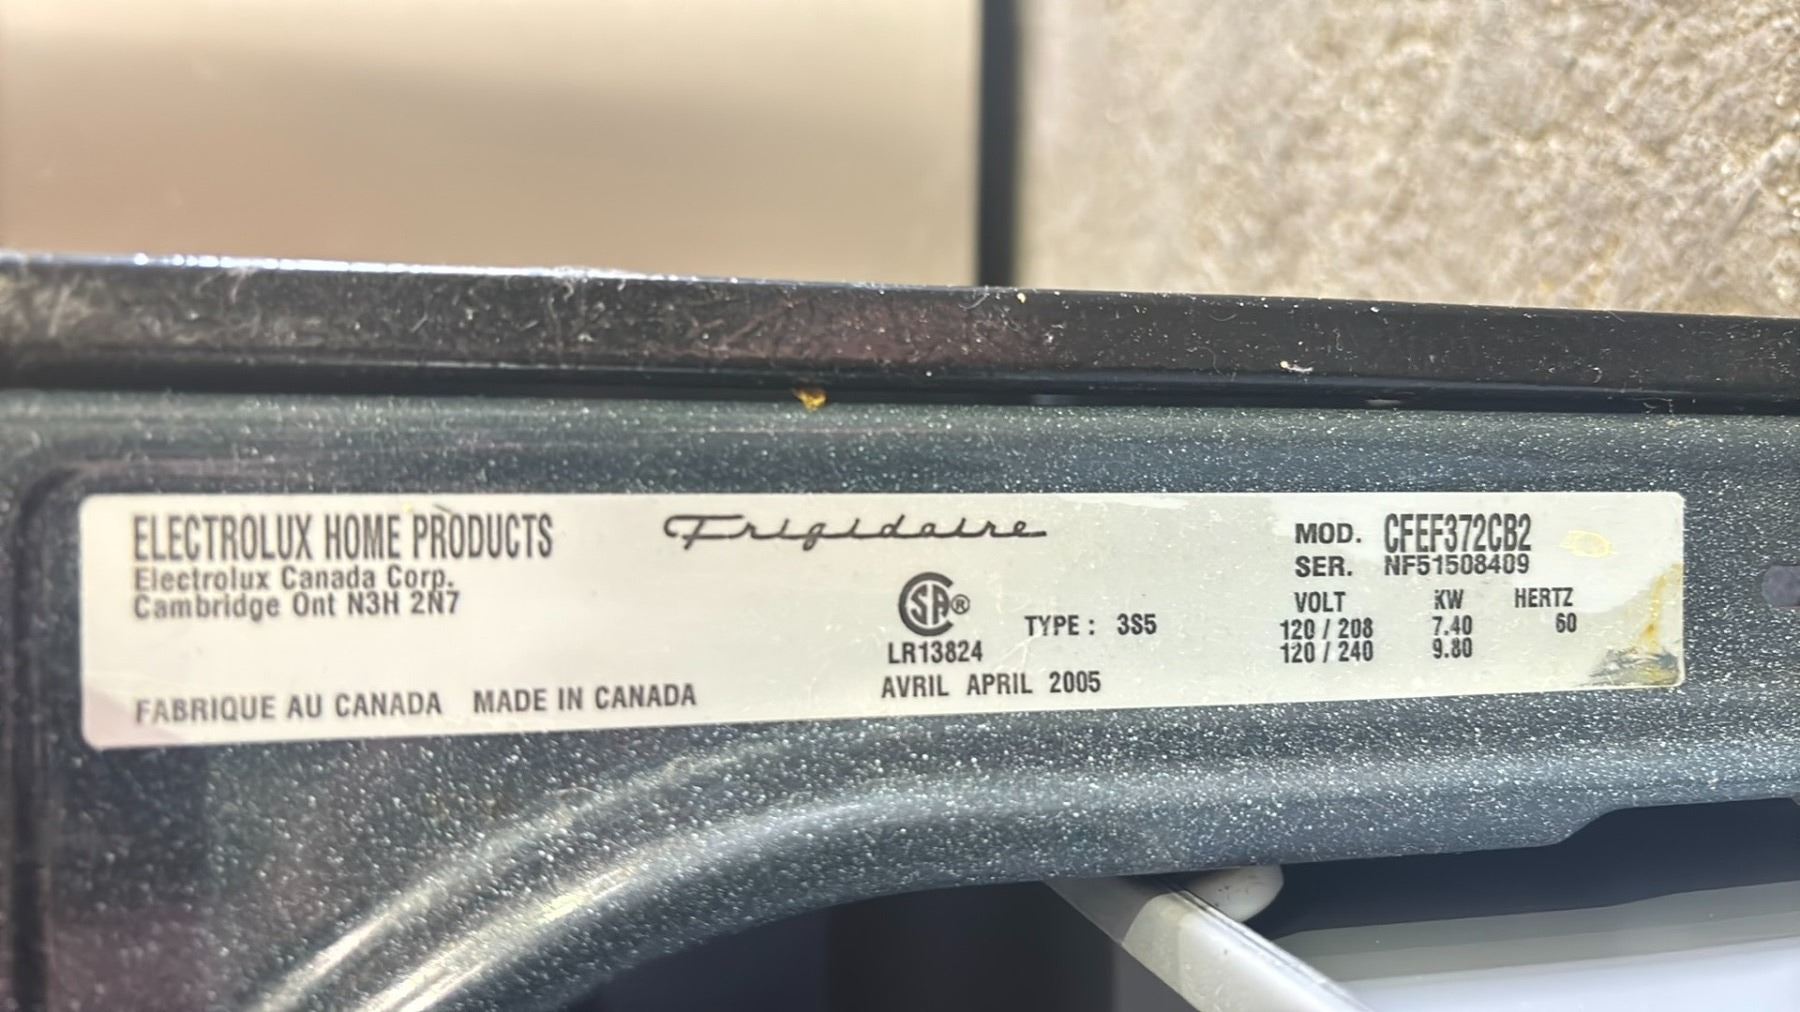 ELECTROLUX HOME PRODUCTS
Electrolux Canada Corp.
Cambridge Ont N3H 2N7
FABRIQUE AU CANADA MADE IN CANADA
Frigidaire
CSA®
LR13824
TYPE : 3S5
AVRIL APRIL 2005
MOD. CFEF372CB2
SER. NF51508409
VOLT KW HERTZ
120 / 208 7.40 60
120 / 240 9.80